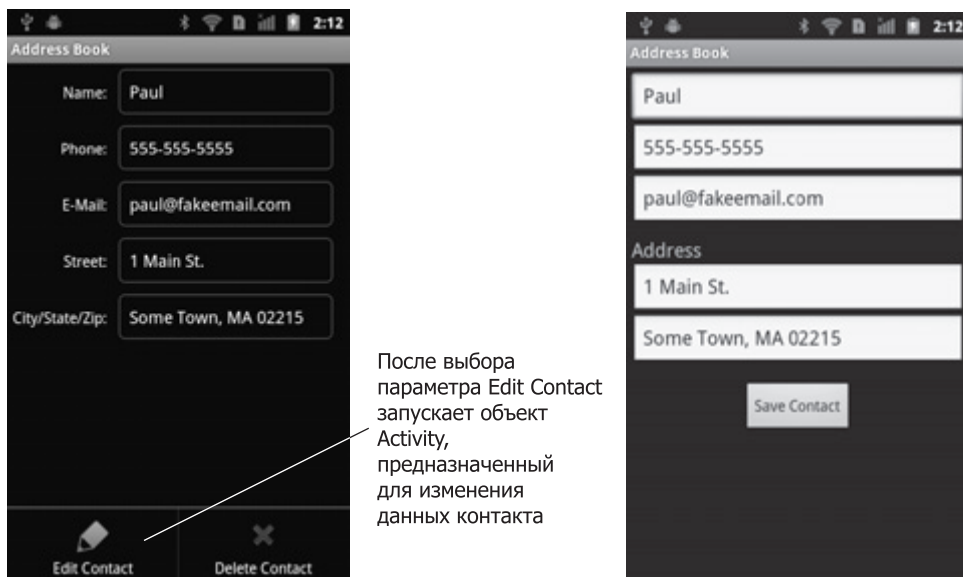 2:12
Address Book
Name: Paul
Phone: 555-555-5555
E-Mail: paul@fakeemail.com
Street: 1 Main St.
City/State/Zip: Some Town, MA 02215
Edit Contact Delete Contact
После выбора
параметра Edit Contact
запускает объект
Activity,
предназначенный
для изменения
данных контакта
2:12
Address Book
Paul
555-555-5555
paul@fakeemail.com
Address
1 Main St.
Some Town, MA 02215
Save Contact